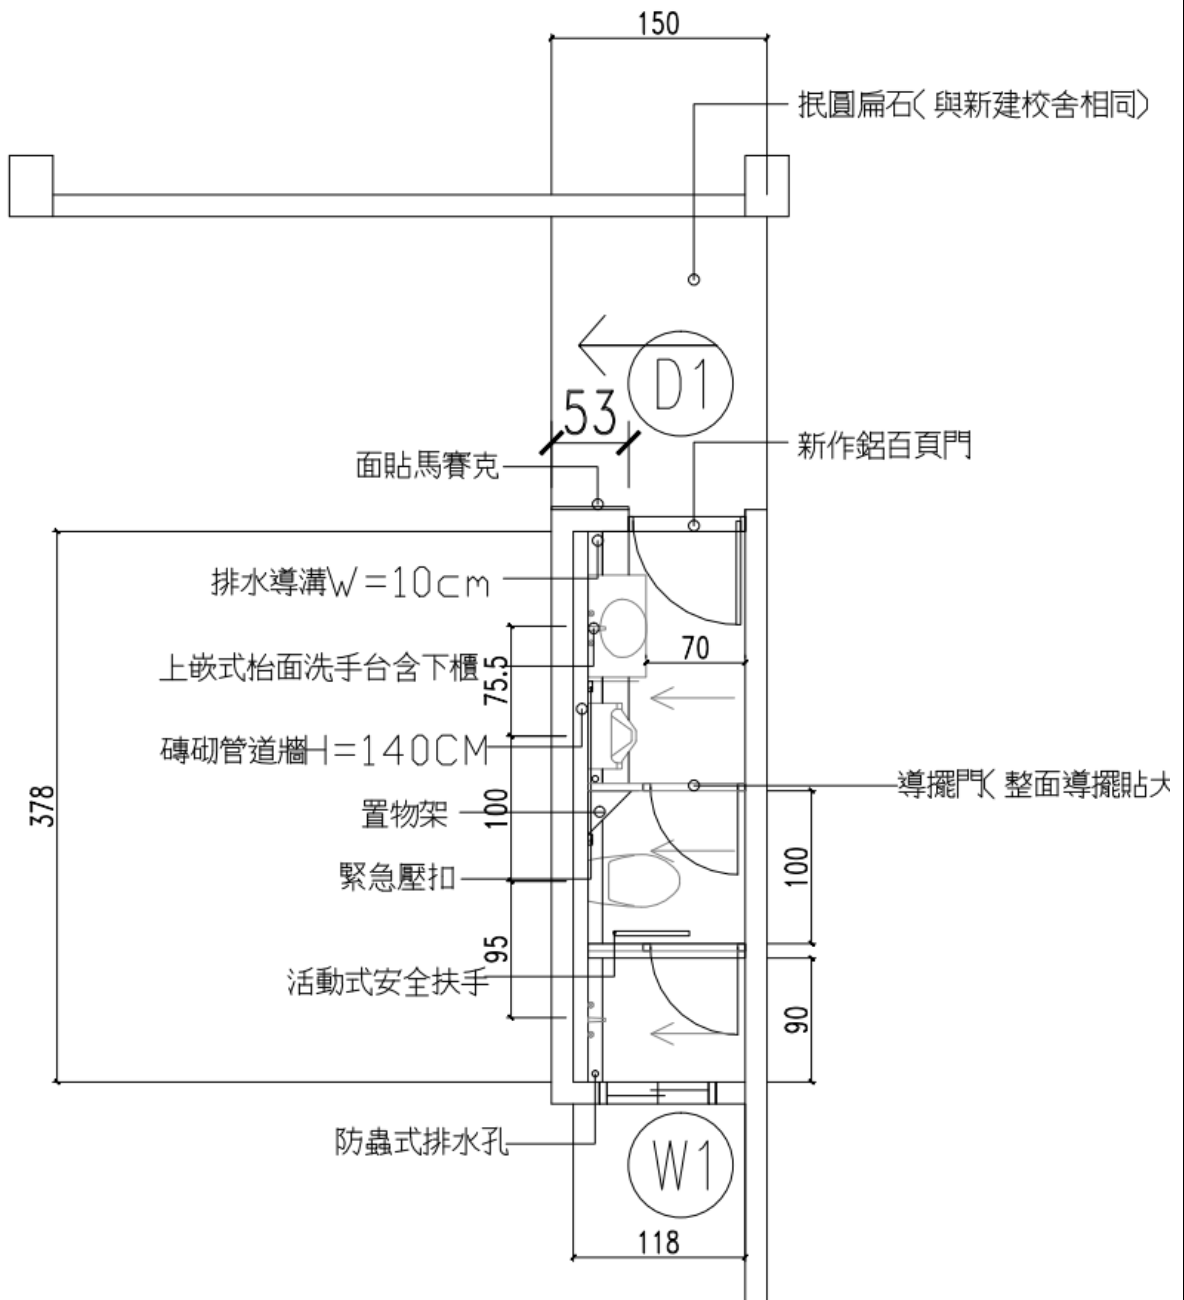 150
抿圓扁石(與新建校舍相同)
D1
53
新作鋁百頁門
面貼馬賽克
排水導溝W=10cm
70
上嵌式枱面洗手台含下櫃
75.5
磚砌管道牆H=140CM
導擺門(整面導擺貼大
378
置物架
100
100
緊急壓扣
95
活動式安全扶手
90
防蟲式排水孔
W1
118